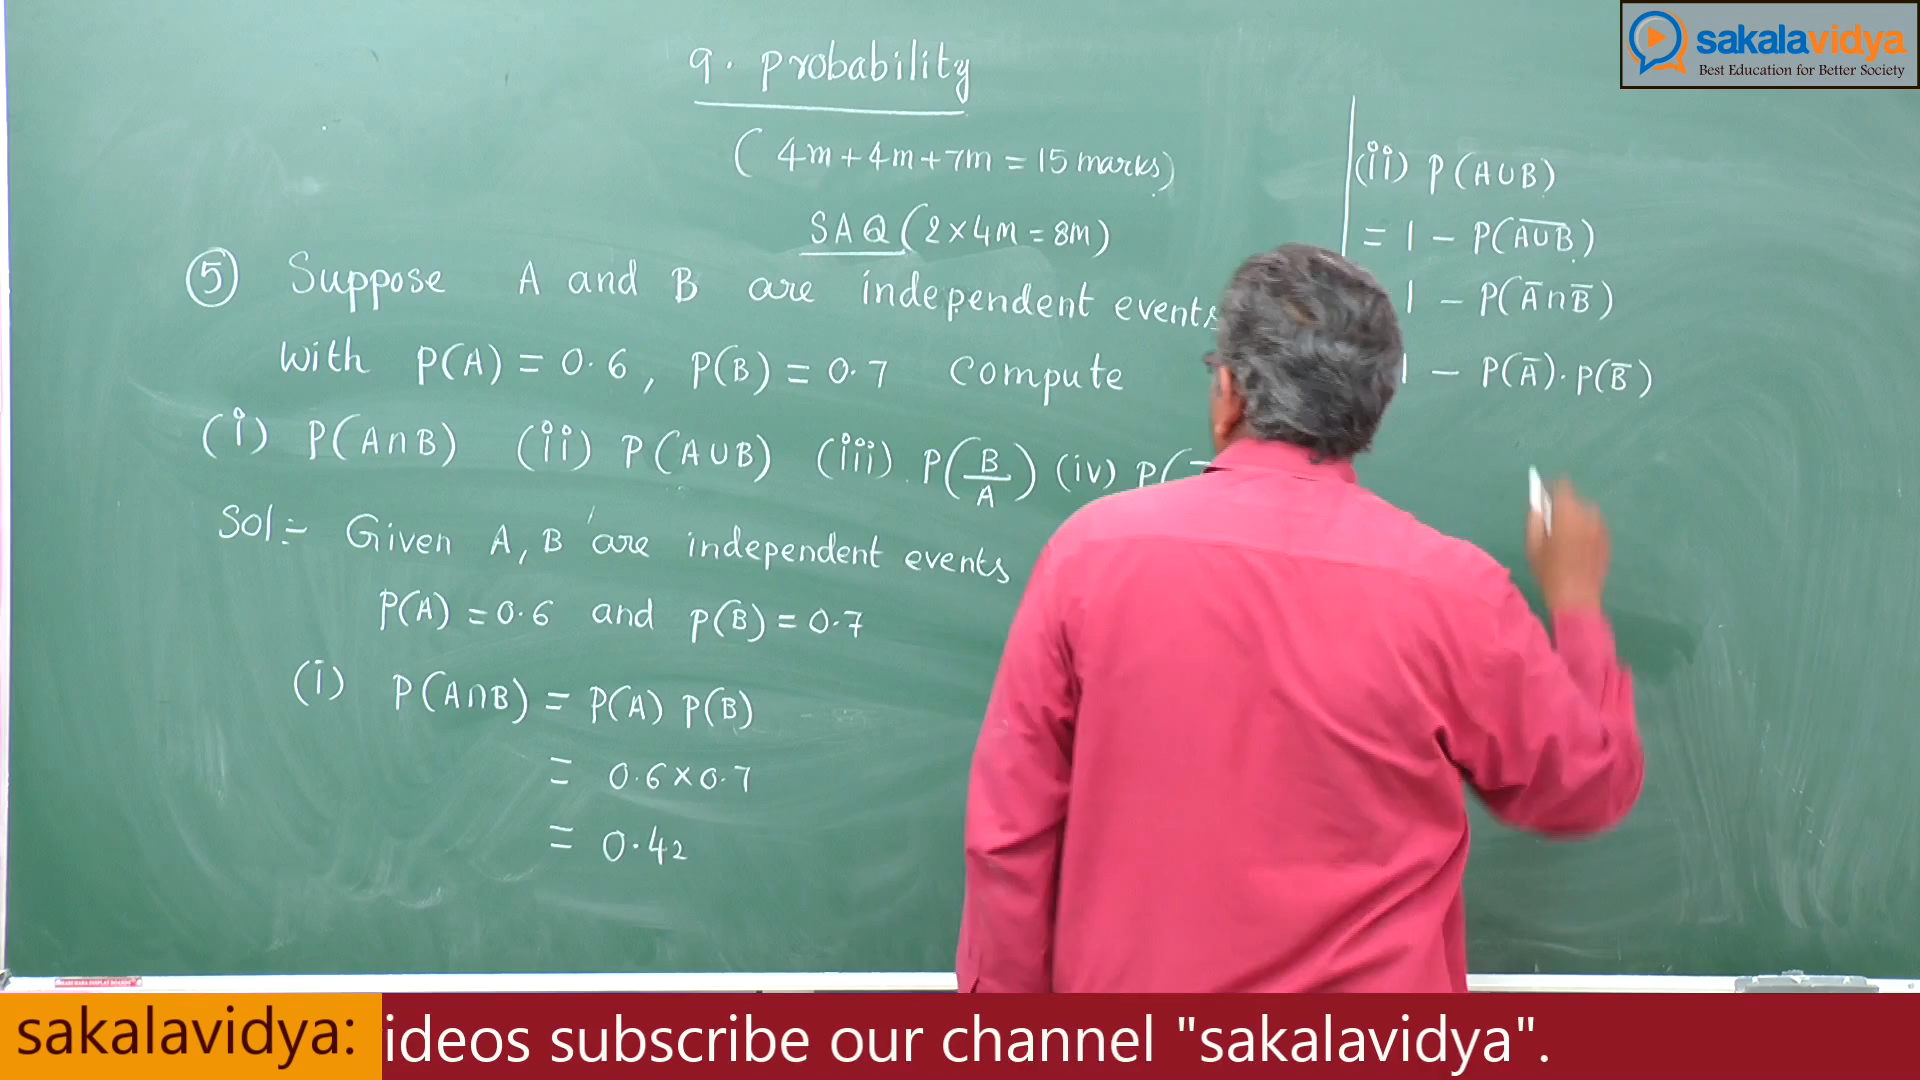 9. Probability
(4m+4m+7m = 15 marks)
SAQ (2×4m = 8M)
⑤ Suppose A and B are independent events
with P(A) = 0.6, P(B) = 0.7 compute
(i) P(A∩B) (ii) P(A∪B) (iii) P(B/A) (iv) P(
Sol:- Given A, B are independent events
P(A) = 0.6 and P(B) = 0.7
(i) P(A∩B) = P(A) P(B)
= 0.6×0.7
= 0.42
(ii) P(A∪B)
= 1 − P(A̅∪̅B̅)
1 − P(A̅∩B̅)
1 − P(A̅).P(B̅)
sakalavidya
Best Education for Better Society
sakalavidya: ideos subscribe our channel "sakalavidya".